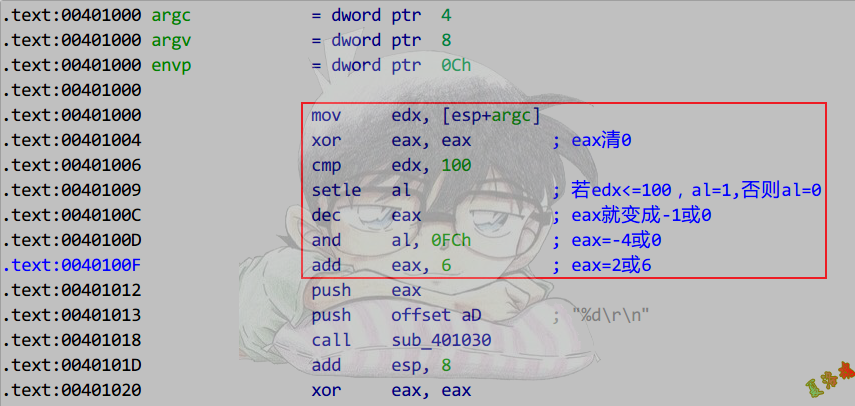 .text:00401000 argc = dword ptr 4
.text:00401000 argv = dword ptr 8
.text:00401000 envp = dword ptr 0Ch
.text:00401000
.text:00401000 mov edx, [esp+argc]
.text:00401004 xor eax, eax ; eax清0
.text:00401006 cmp edx, 100
.text:00401009 setle al ; 若edx<=100，al=1,否则al=0
.text:0040100C dec eax ; eax就变成-1或0
.text:0040100D and al, 0FCh ; eax=-4或0
.text:0040100F add eax, 6 ; eax=2或6
.text:00401012 push eax
.text:00401013 push offset aD ; "%d\r\n"
.text:00401018 call sub_401030
.text:0040101D add esp, 8
.text:00401020 xor eax, eax